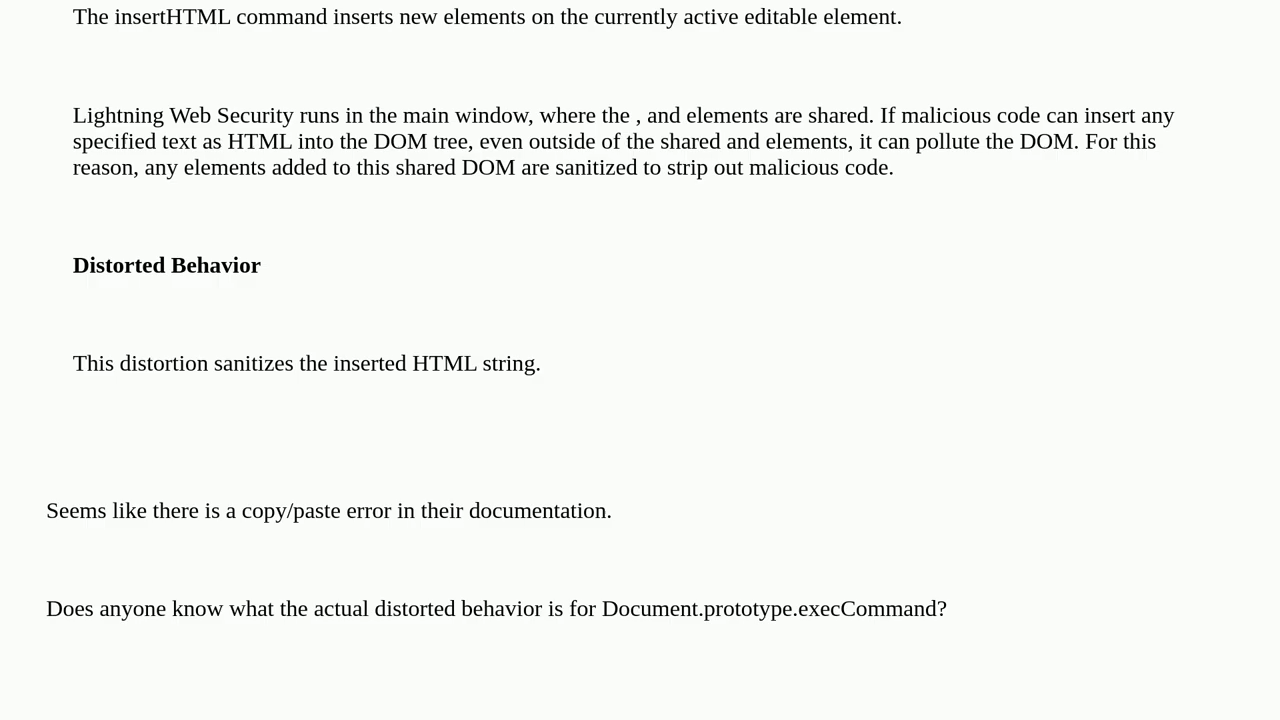 The insertHTML command inserts new elements on the currently active editable element.
Lightning Web Security runs in the main window, where the , and elements are shared. If malicious code can insert any
specified text as HTML into the DOM tree, even outside of the shared and elements, it can pollute the DOM. For this
reason, any elements added to this shared DOM are sanitized to strip out malicious code.
Distorted Behavior
This distortion sanitizes the inserted HTML string.
Seems like there is a copy/paste error in their documentation.
Does anyone know what the actual distorted behavior is for Document.prototype.execCommand?